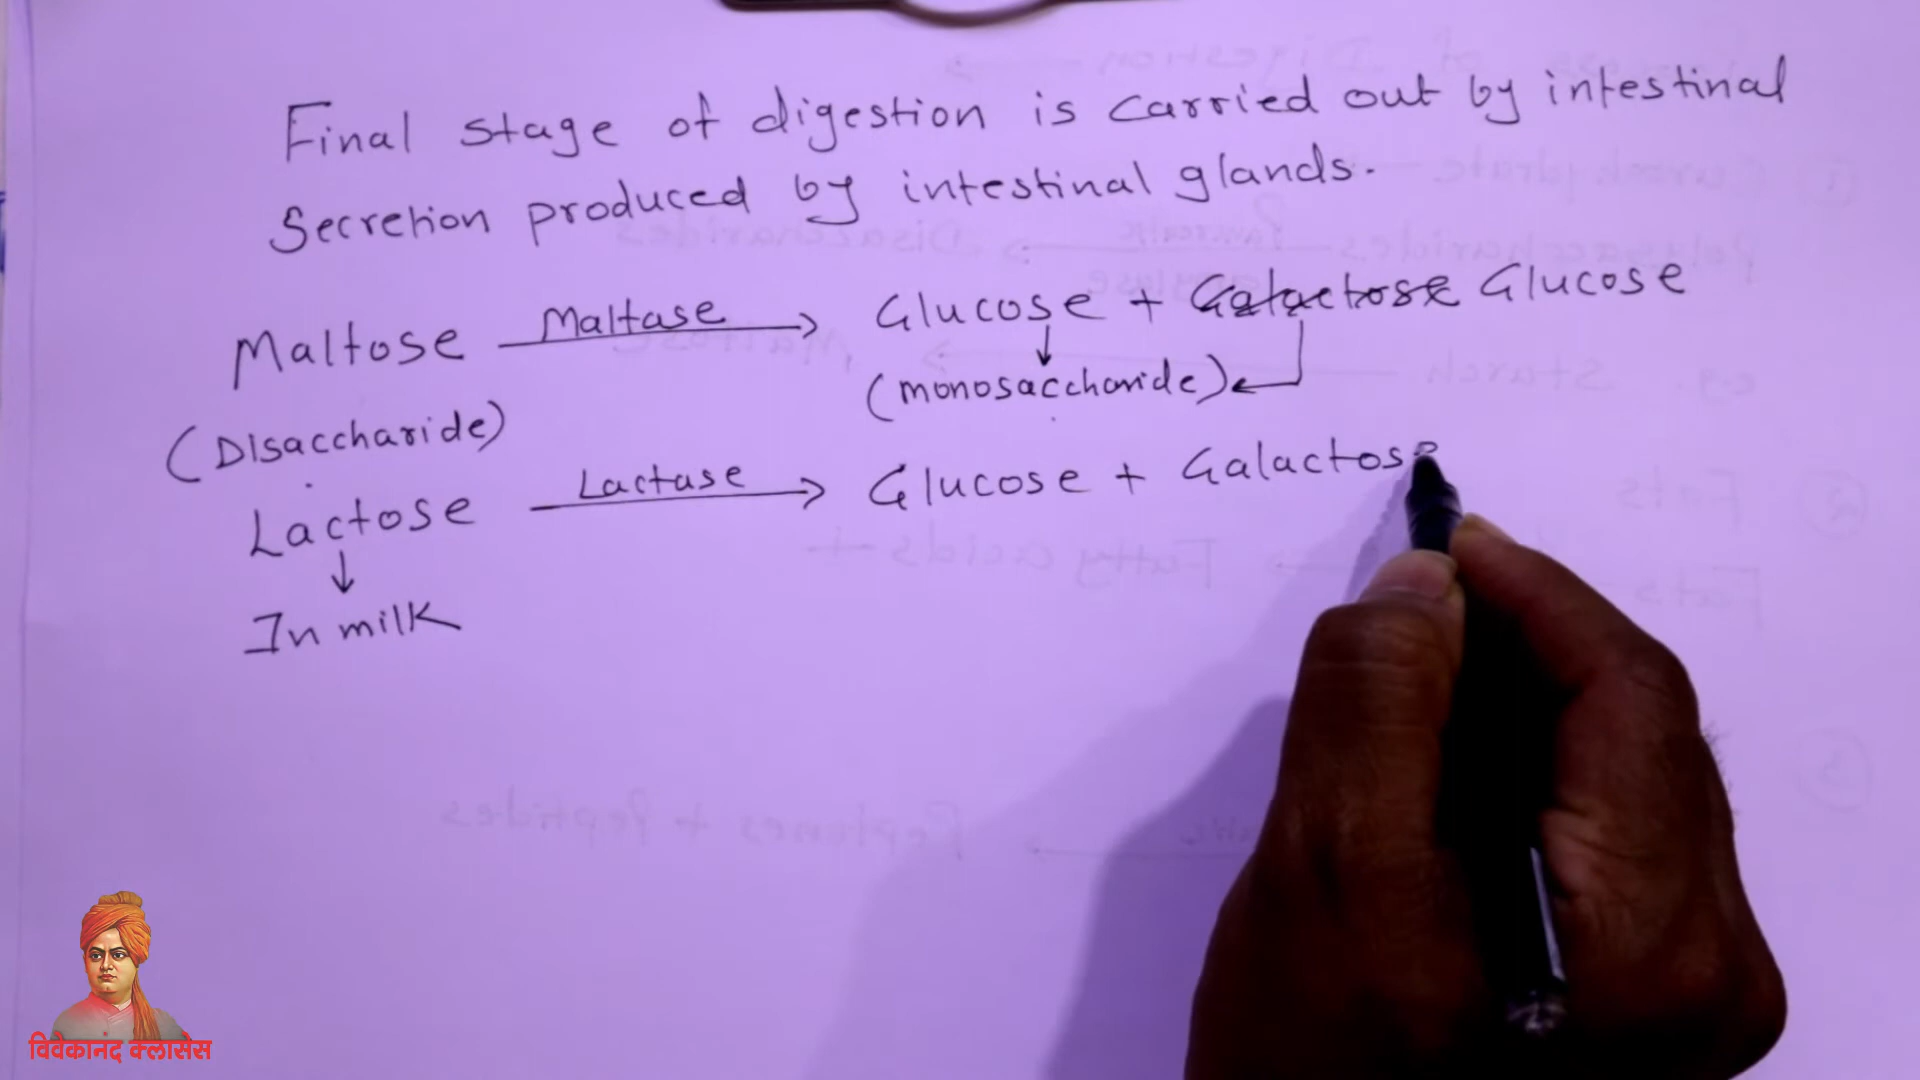 Final stage of digestion is carried out by intestinal
Secretion produced by intestinal glands.
Maltose Maltase → Glucose + Galactose Glucose
(monosaccharide)
(Disaccharide)
Lactose Lactase → Glucose + Galactose
In milk
विवेकानंद क्लासेस